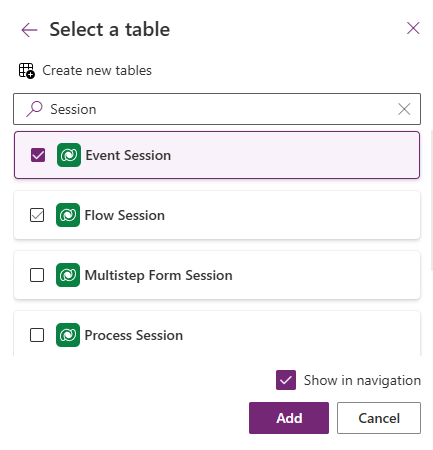 Select a table
Create new tables
Session
Event Session
Flow Session
Multistep Form Session
Process Session
Show in navigation
Add Cancel